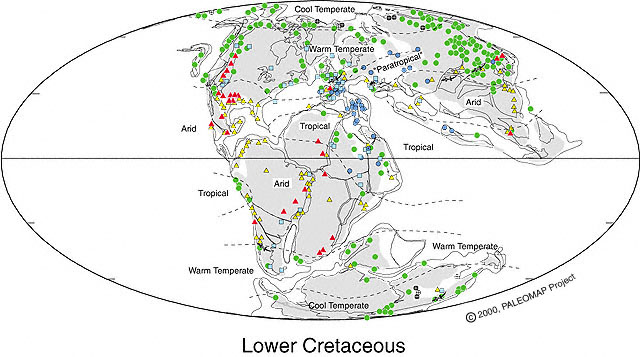 Cool Temperate
Warm Temperate
"Paratropical"
Arid
Arid
Tropical
Tropical
Arid
Tropical
Warm Temperate
Warm Temperate
Cool Temperate
© 2000, PALEOMAP Project
Lower Cretaceous